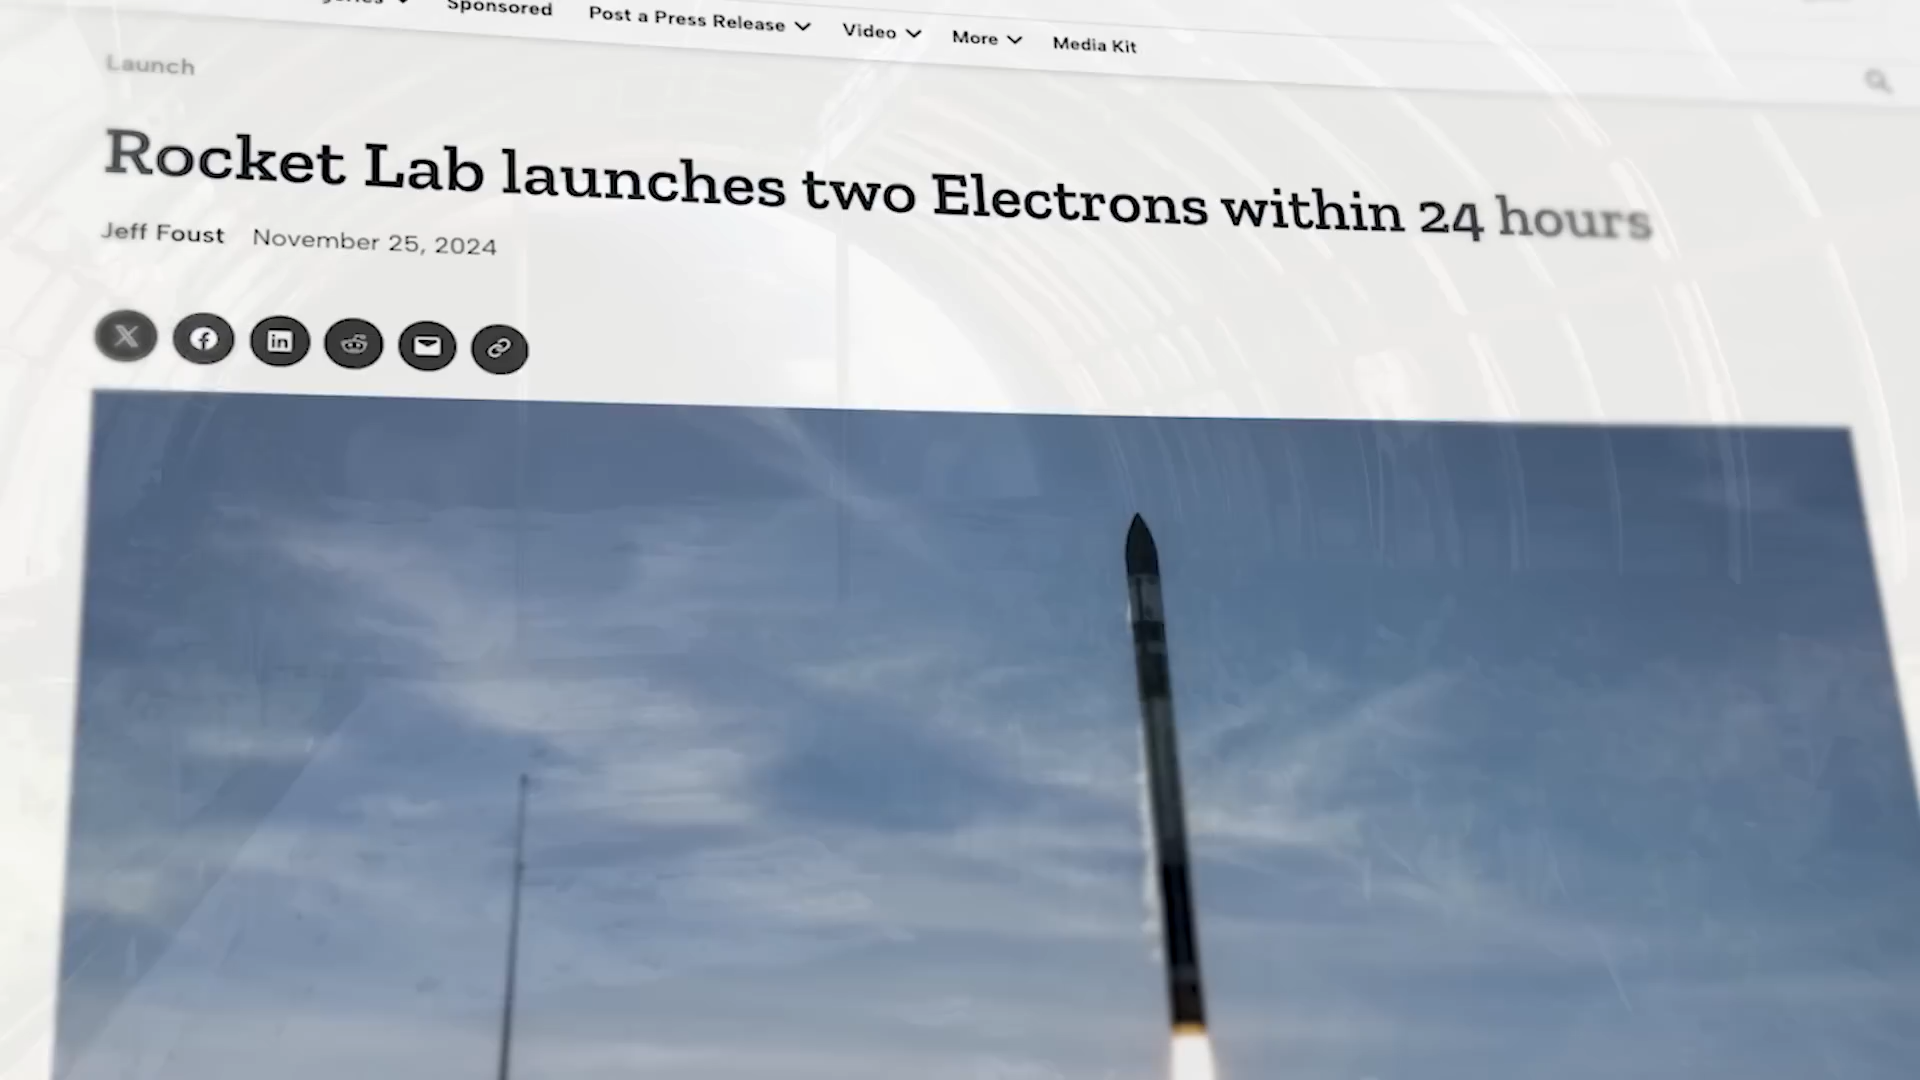 Sponsored Post a Press Release Video More Media Kit
Launch
Rocket Lab launches two Electrons within 24 hours
Jeff Foust November 25, 2024